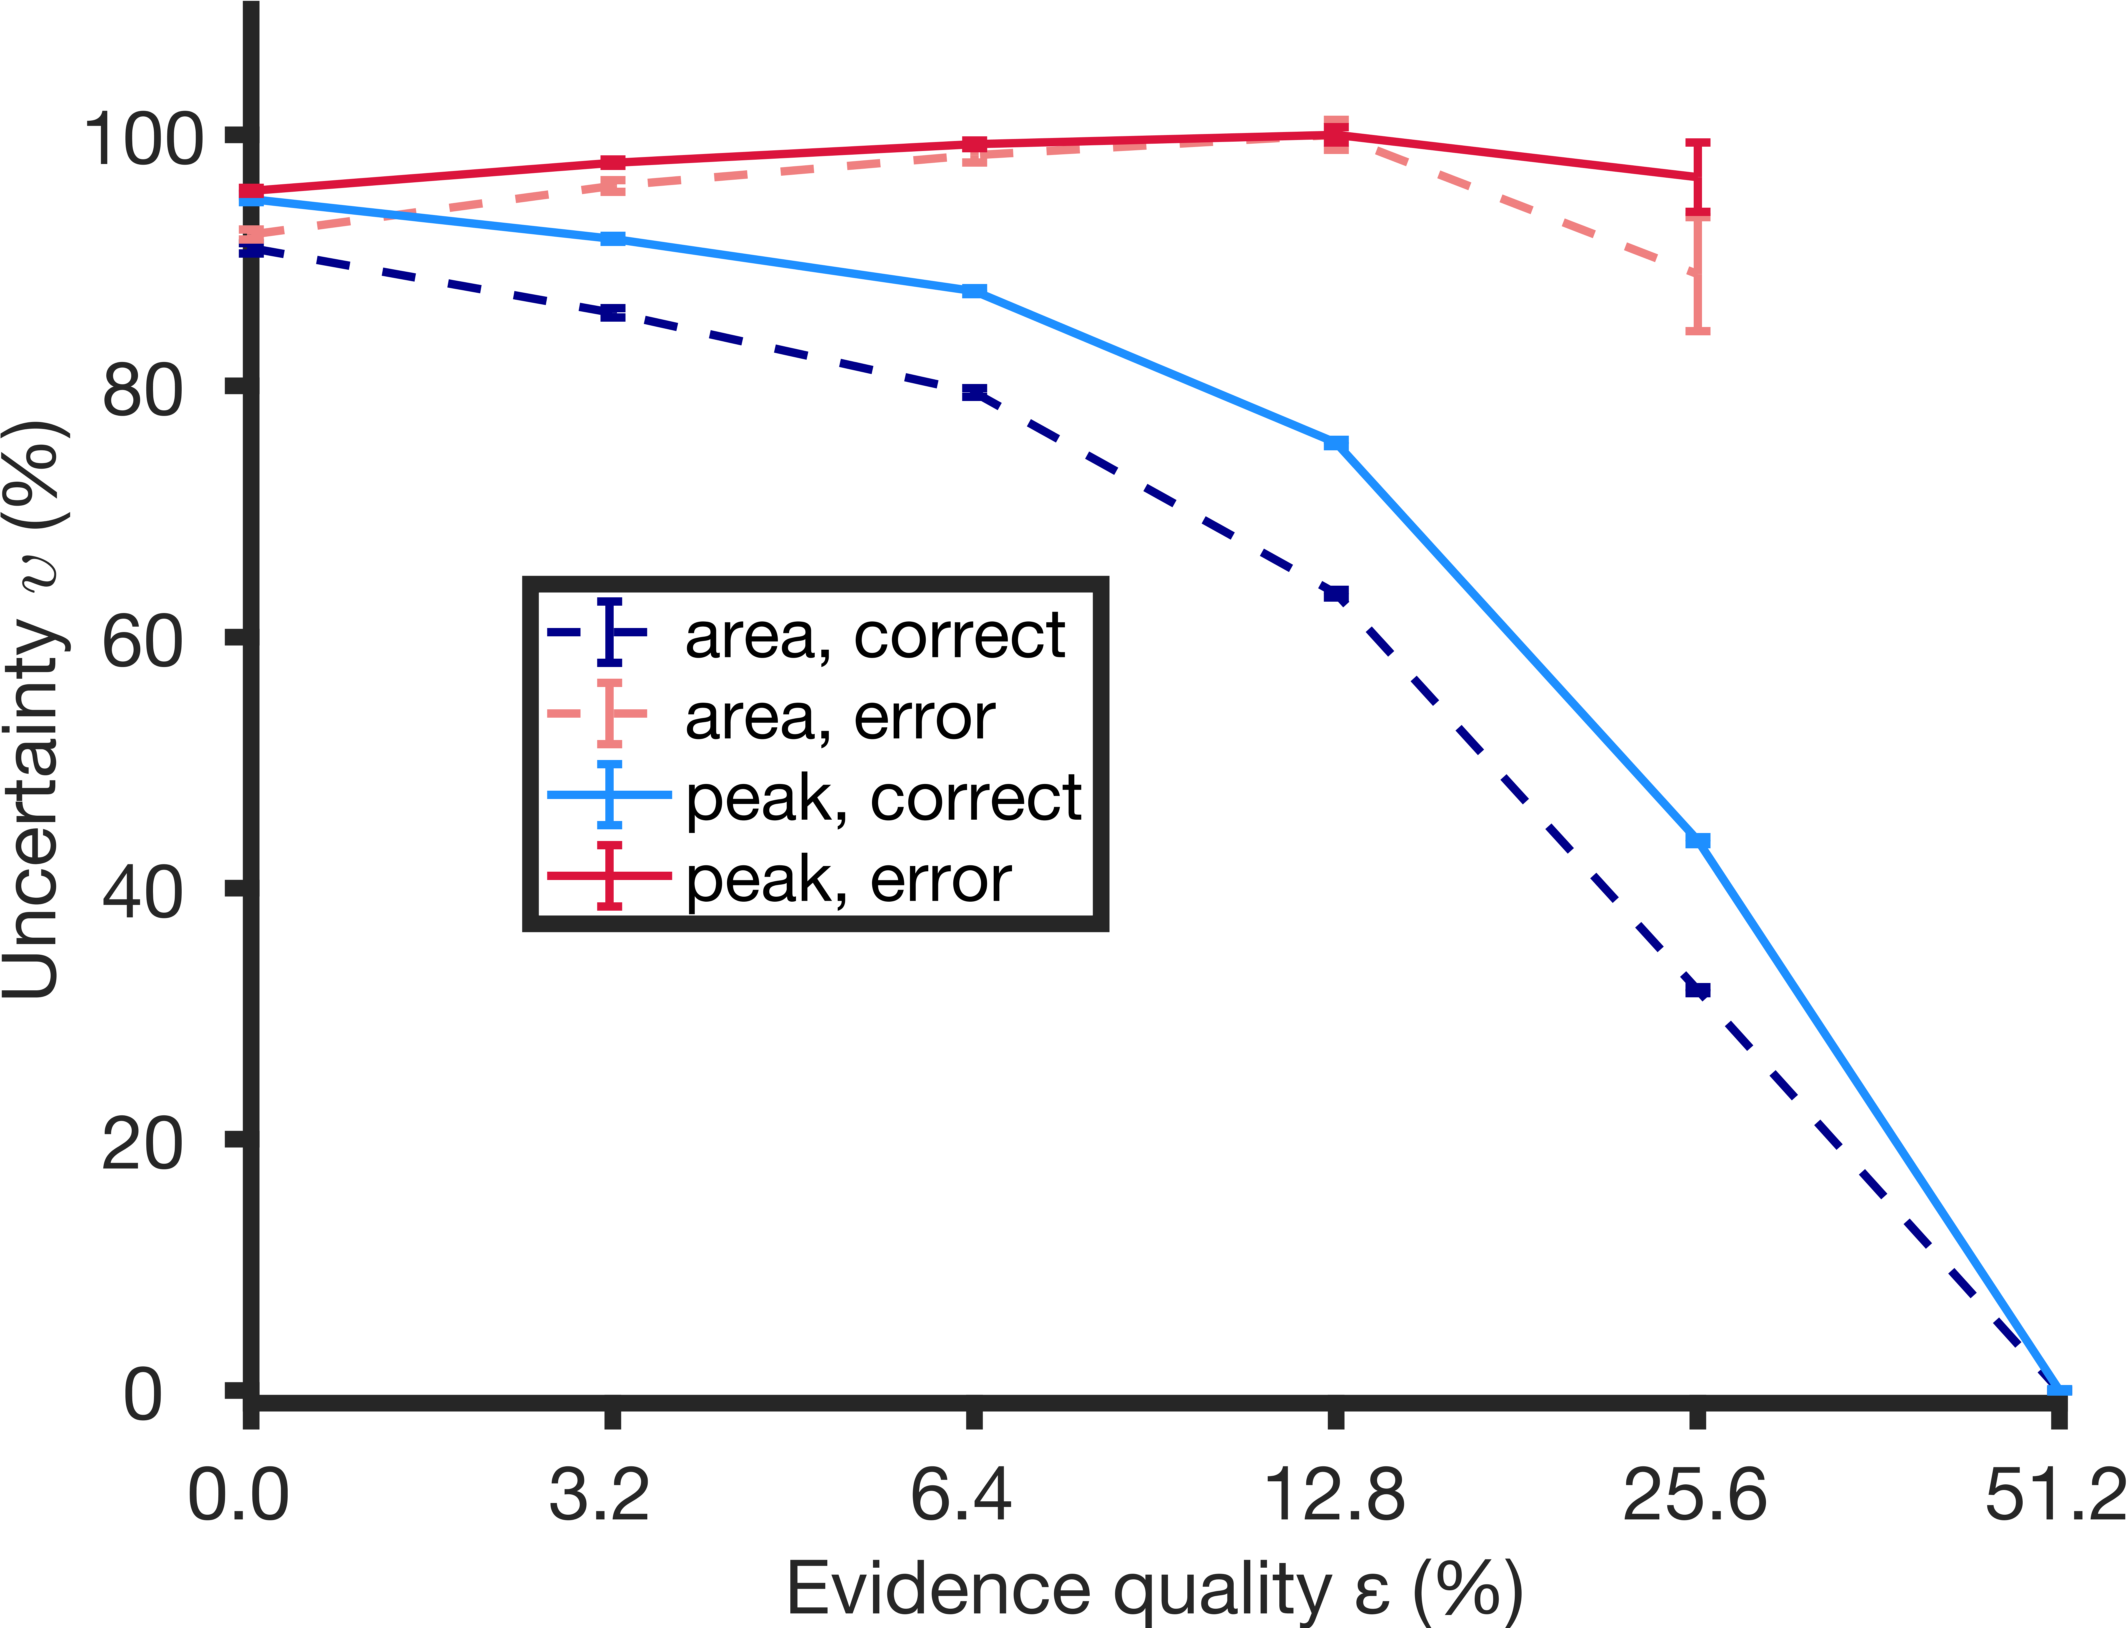 100
80
60
40
20
0
Uncertainty 𝑣 (%)
area, correct
area, error
peak, correct
peak, error
0.0 3.2 6.4 12.8 25.6 51.2
Evidence quality ε (%)